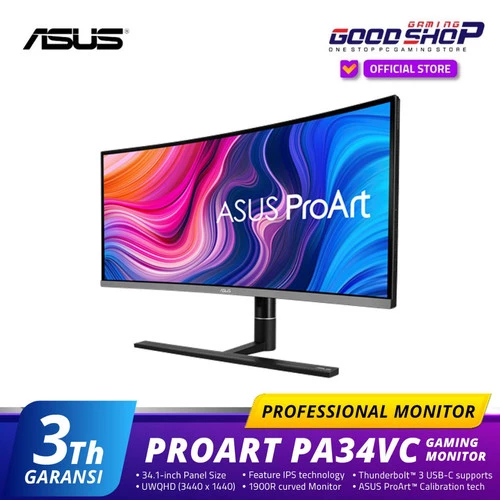 ASUS
GAMING
GOODSHOP
ONE STOP PC GAMING STORE
OFFICIAL STORE
ASUS ProArt
ASUS
PROFESSIONAL MONITOR
3Th
GARANSI
PROART PA34VC GAMING MONITOR
• 34.1-inch Panel Size
• Feature IPS technology
• Thunderbolt™ 3 USB-C supports
• UWQHD (3440 x 1440)
• 1900R curved Monitor
• ASUS ProArt™ Calibration tech